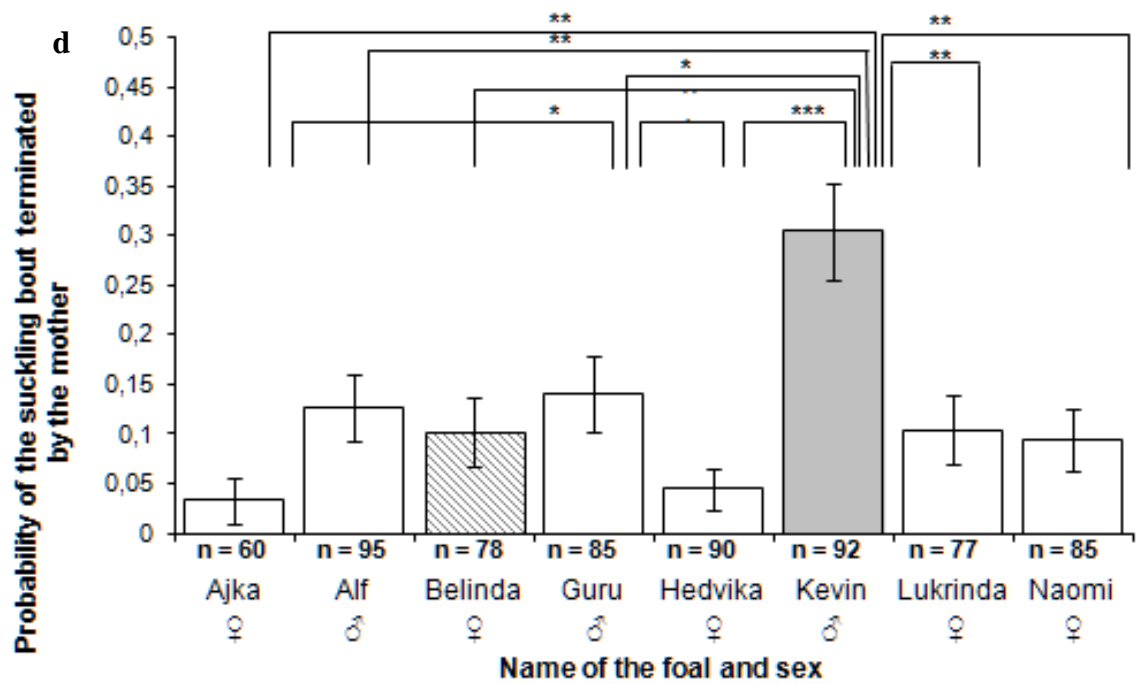 d
**
**
**
**
*
*
***
0,5
0,45
0,4
0,35
0,3
0,25
0,2
0,15
0,1
0,05
0
Probability of the suckling bout terminated
by the mother
n = 60 n = 95 n = 78 n = 85 n = 90 n = 92 n = 77 n = 85
Ajka Alf Belinda Guru Hedvika Kevin Lukrinda Naomi
♀ ♂ ♀ ♂ ♀ ♂ ♀ ♀
Name of the foal and sex